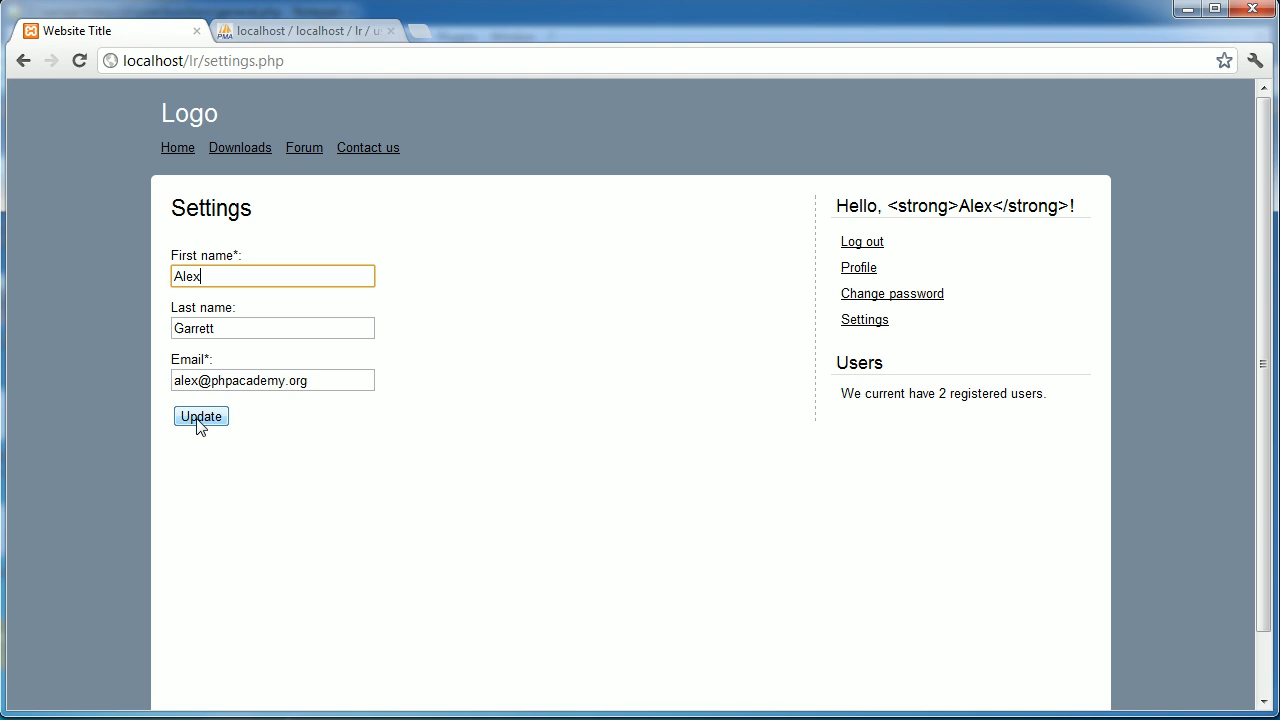 Website Title
localhost / localhost / lr / u
localhost/lr/settings.php
Logo
Home Downloads Forum Contact us
Settings
First name*:
Alex
Last name:
Garrett
Email*:
alex@phpacademy.org
Update
Hello, <strong>Alex</strong>!
Log out
Profile
Change password
Settings
Users
We current have 2 registered users.